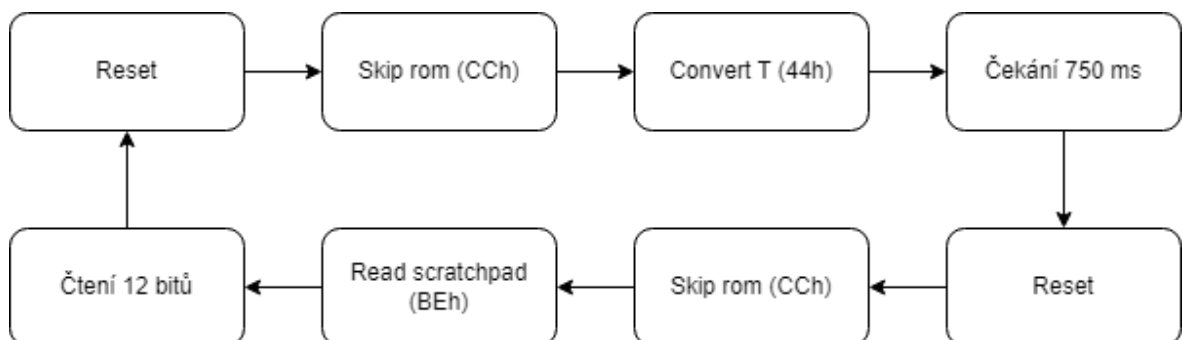 Reset
Skip rom (CCh)
Convert T (44h)
Čekání 750 ms
Reset
Skip rom (CCh)
Read scratchpad
(BEh)
Čtení 12 bitů